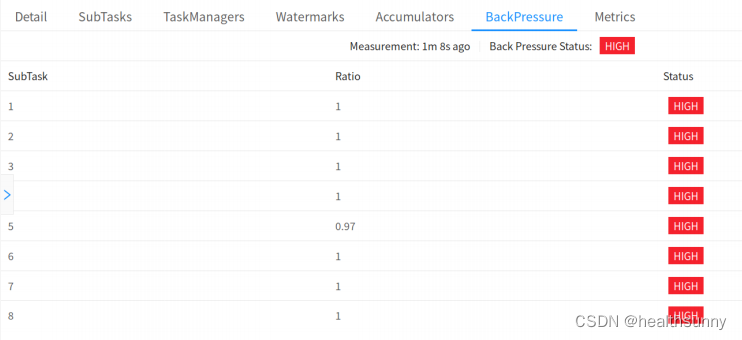 Detail SubTasks TaskManagers Watermarks Accumulators BackPressure Metrics
Measurement: 1m 8s ago Back Pressure Status: HIGH
SubTask Ratio Status
1 1 HIGH
2 1 HIGH
3 1 HIGH
1 HIGH
5 0.97 HIGH
6 1 HIGH
7 1 HIGH
8 1 HIGH
CSDN @healthsunny